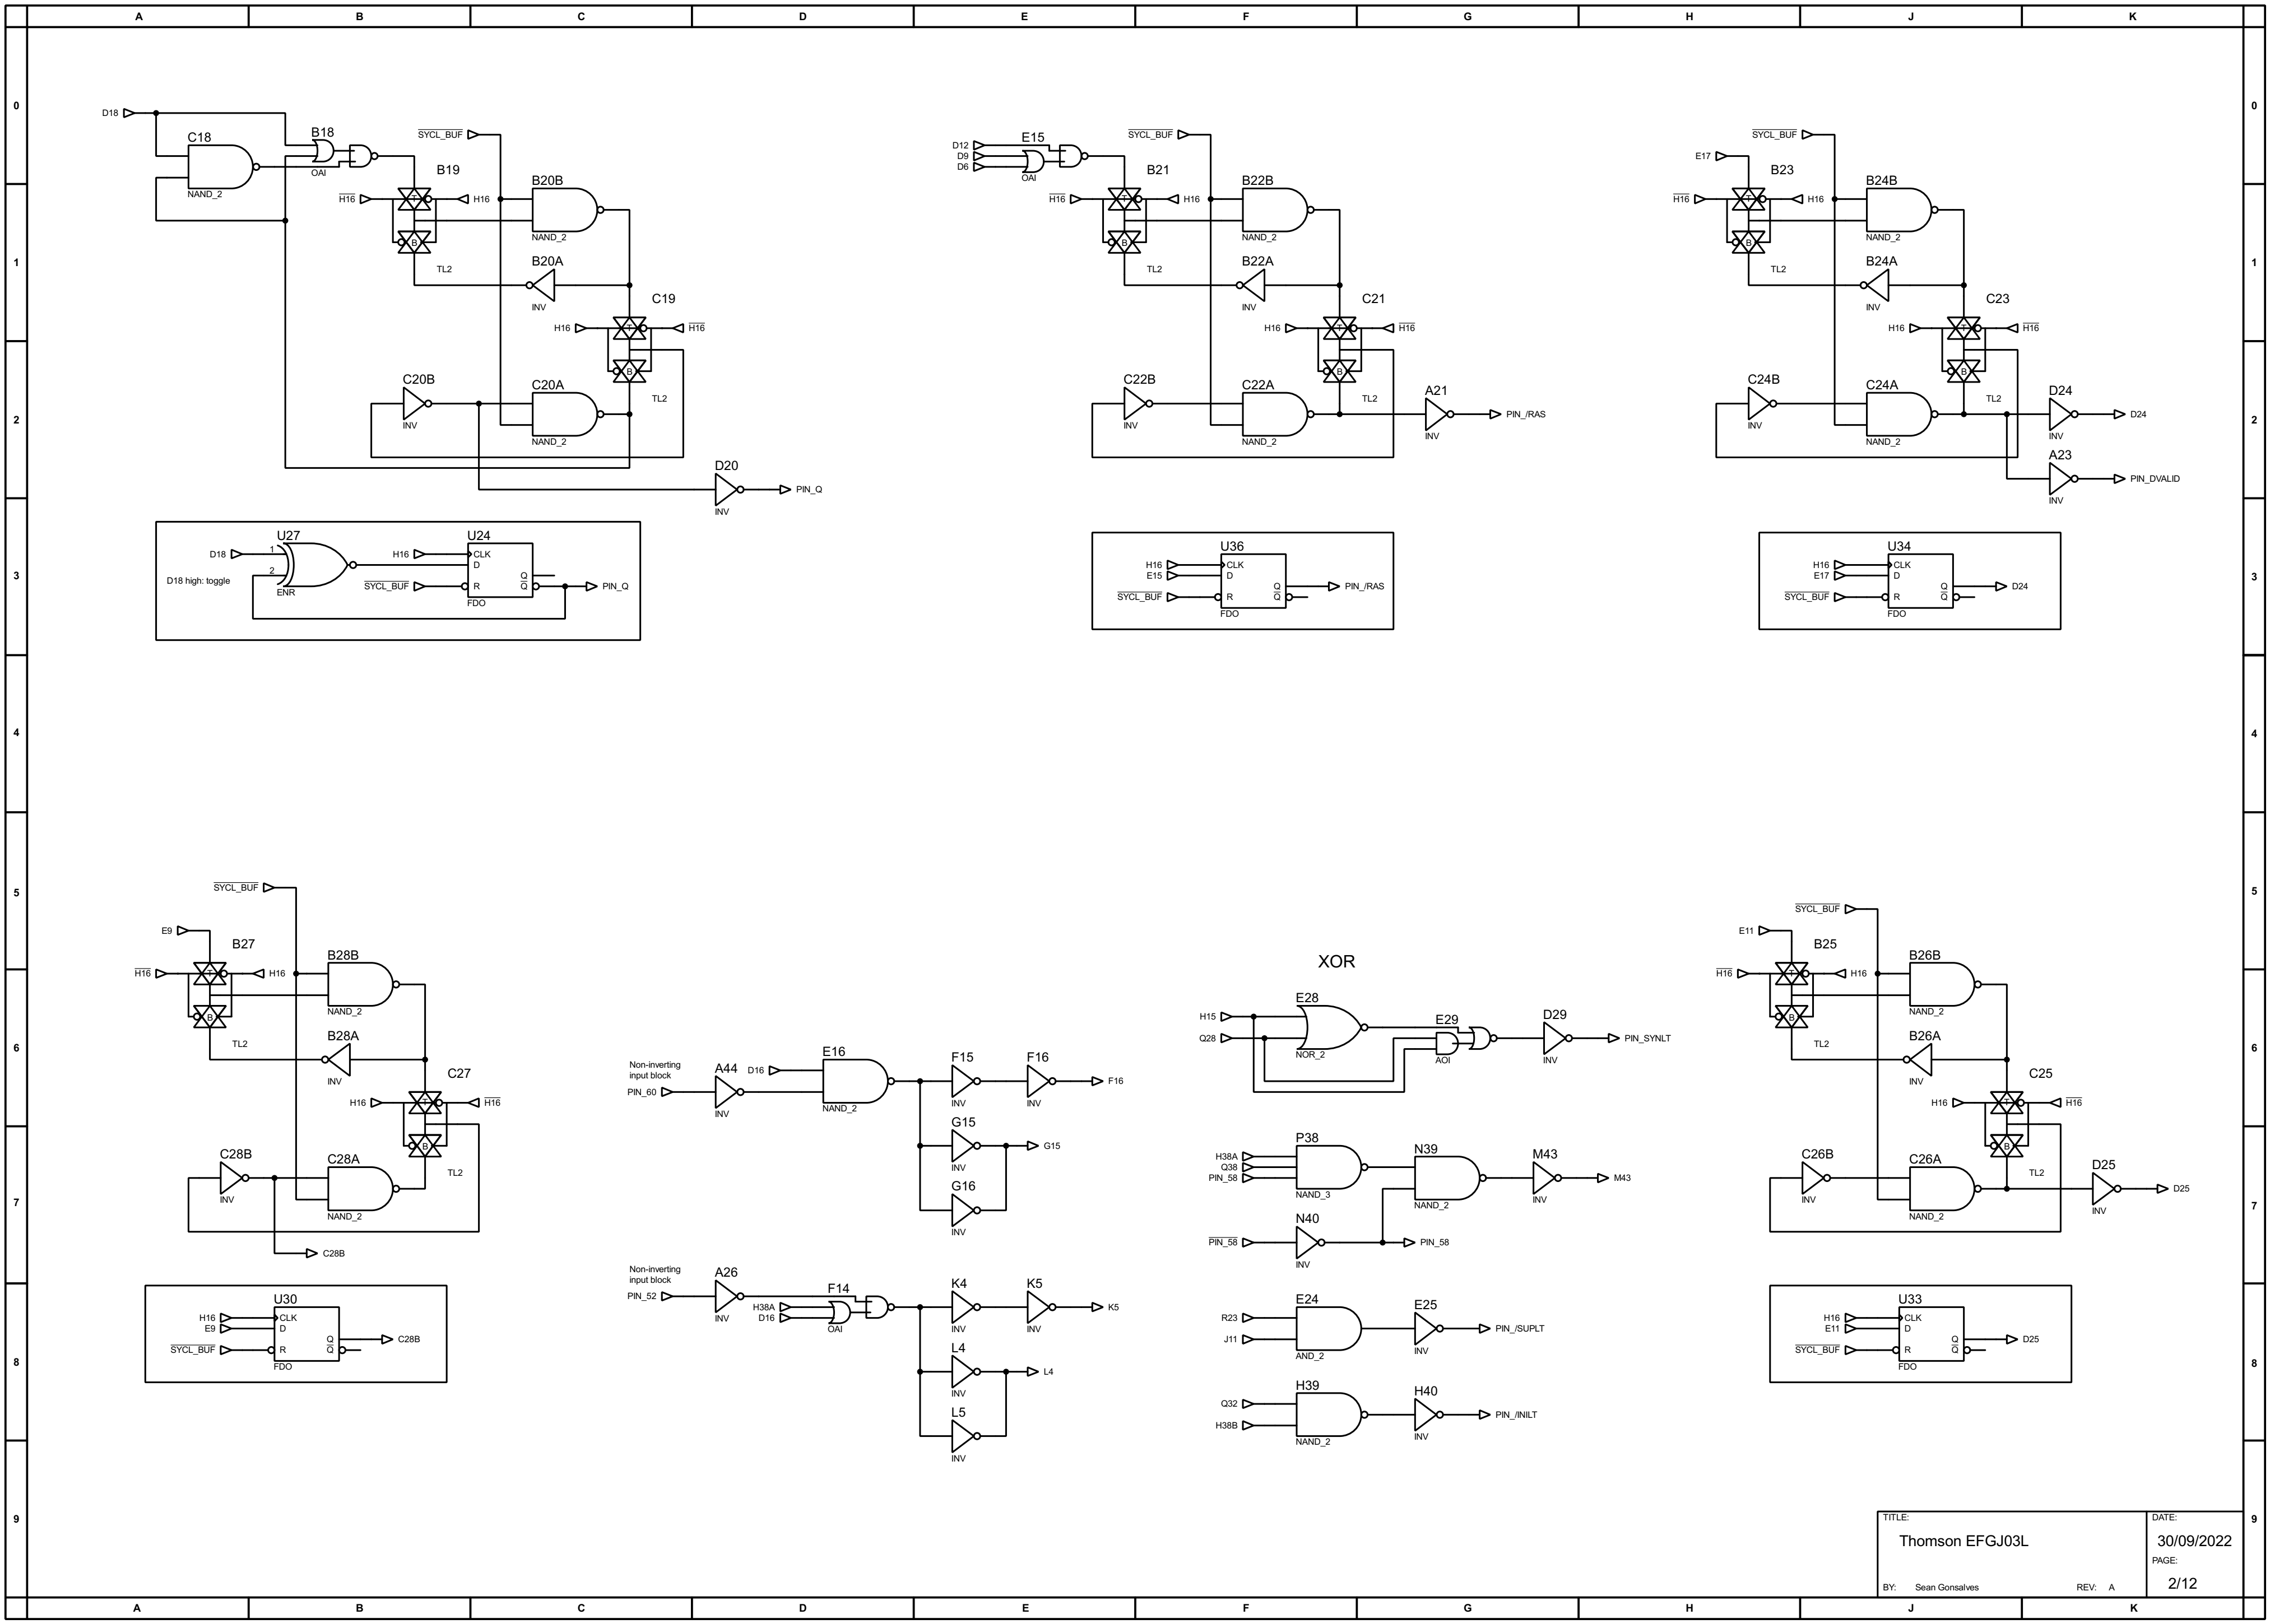 A B C D E F G H J K
0 0
D18
C18
NAND_2
B18
OAI
SYCL_BUF
B19
H16 H16
TL2
B20B
NAND_2
B20A
INV
C19
H16 H16
TL2
C20B
INV
C20A
NAND_2
D20
INV
PIN_Q
T
B
T
B
D12
D9
D6
E15
OAI
SYCL_BUF
B21
H16 H16
TL2
B22B
NAND_2
B22A
INV
C21
H16 H16
TL2
C22B
INV
C22A
NAND_2
A21
INV
PIN_/RAS
T
B
T
B
SYCL_BUF
E17
B23
H16 H16
TL2
B24B
NAND_2
B24A
INV
C23
H16 H16
TL2
C24B
INV
C24A
NAND_2
D24
INV
D24
A23
INV
PIN_DVALID
T
B
T
B
1 1
2 2
3 3
U27
D18
1
2
ENR
D18 high: toggle
U24
H16
CLK
D
SYCL_BUF
R
Q
Q
FDO
PIN_Q
U36
H16
CLK
E15
D
SYCL_BUF
R
Q
Q
FDO
PIN_/RAS
U34
H16
CLK
E17
D
SYCL_BUF
R
Q
Q
FDO
D24
4 4
5 5
SYCL_BUF
E9
B27
H16 H16
TL2
B28B
NAND_2
B28A
INV
C27
H16 H16
TL2
C28B
INV
C28A
NAND_2
C28B
T
B
T
B
6 6
Non-inverting
input block
PIN_60
A44
INV
D16
E16
NAND_2
F15
INV
F16
INV
F16
G15
INV
G15
G16
INV
XOR
H15
Q28
E28
NOR_2
E29
AOI
D29
INV
PIN_SYNLT
H38A
Q38
PIN_58
P38
NAND_3
N39
NAND_2
M43
INV
M43
PIN_58
N40
INV
PIN_58
SYCL_BUF
E11
B25
H16 H16
TL2
B26B
NAND_2
B26A
INV
C25
H16 H16
TL2
C26B
INV
C26A
NAND_2
D25
INV
D25
T
B
T
B
7 7
U30
H16
CLK
E9
D
SYCL_BUF
R
Q
Q
FDO
C28B
Non-inverting
input block
PIN_52
A26
INV
H38A
D16
F14
OAI
K4
INV
K5
INV
K5
L4
INV
L4
L5
INV
R23
J11
E24
AND_2
E25
INV
PIN_/SUPLT
Q32
H38B
H39
NAND_2
H40
INV
PIN_/INILT
U33
H16
CLK
E11
D
SYCL_BUF
R
Q
Q
FDO
D25
8 8
9 9
TITLE:
Thomson EFGJ03L
DATE:
30/09/2022
PAGE:
2/12
BY: Sean Gonsalves REV: A
A B C D E F G H J K